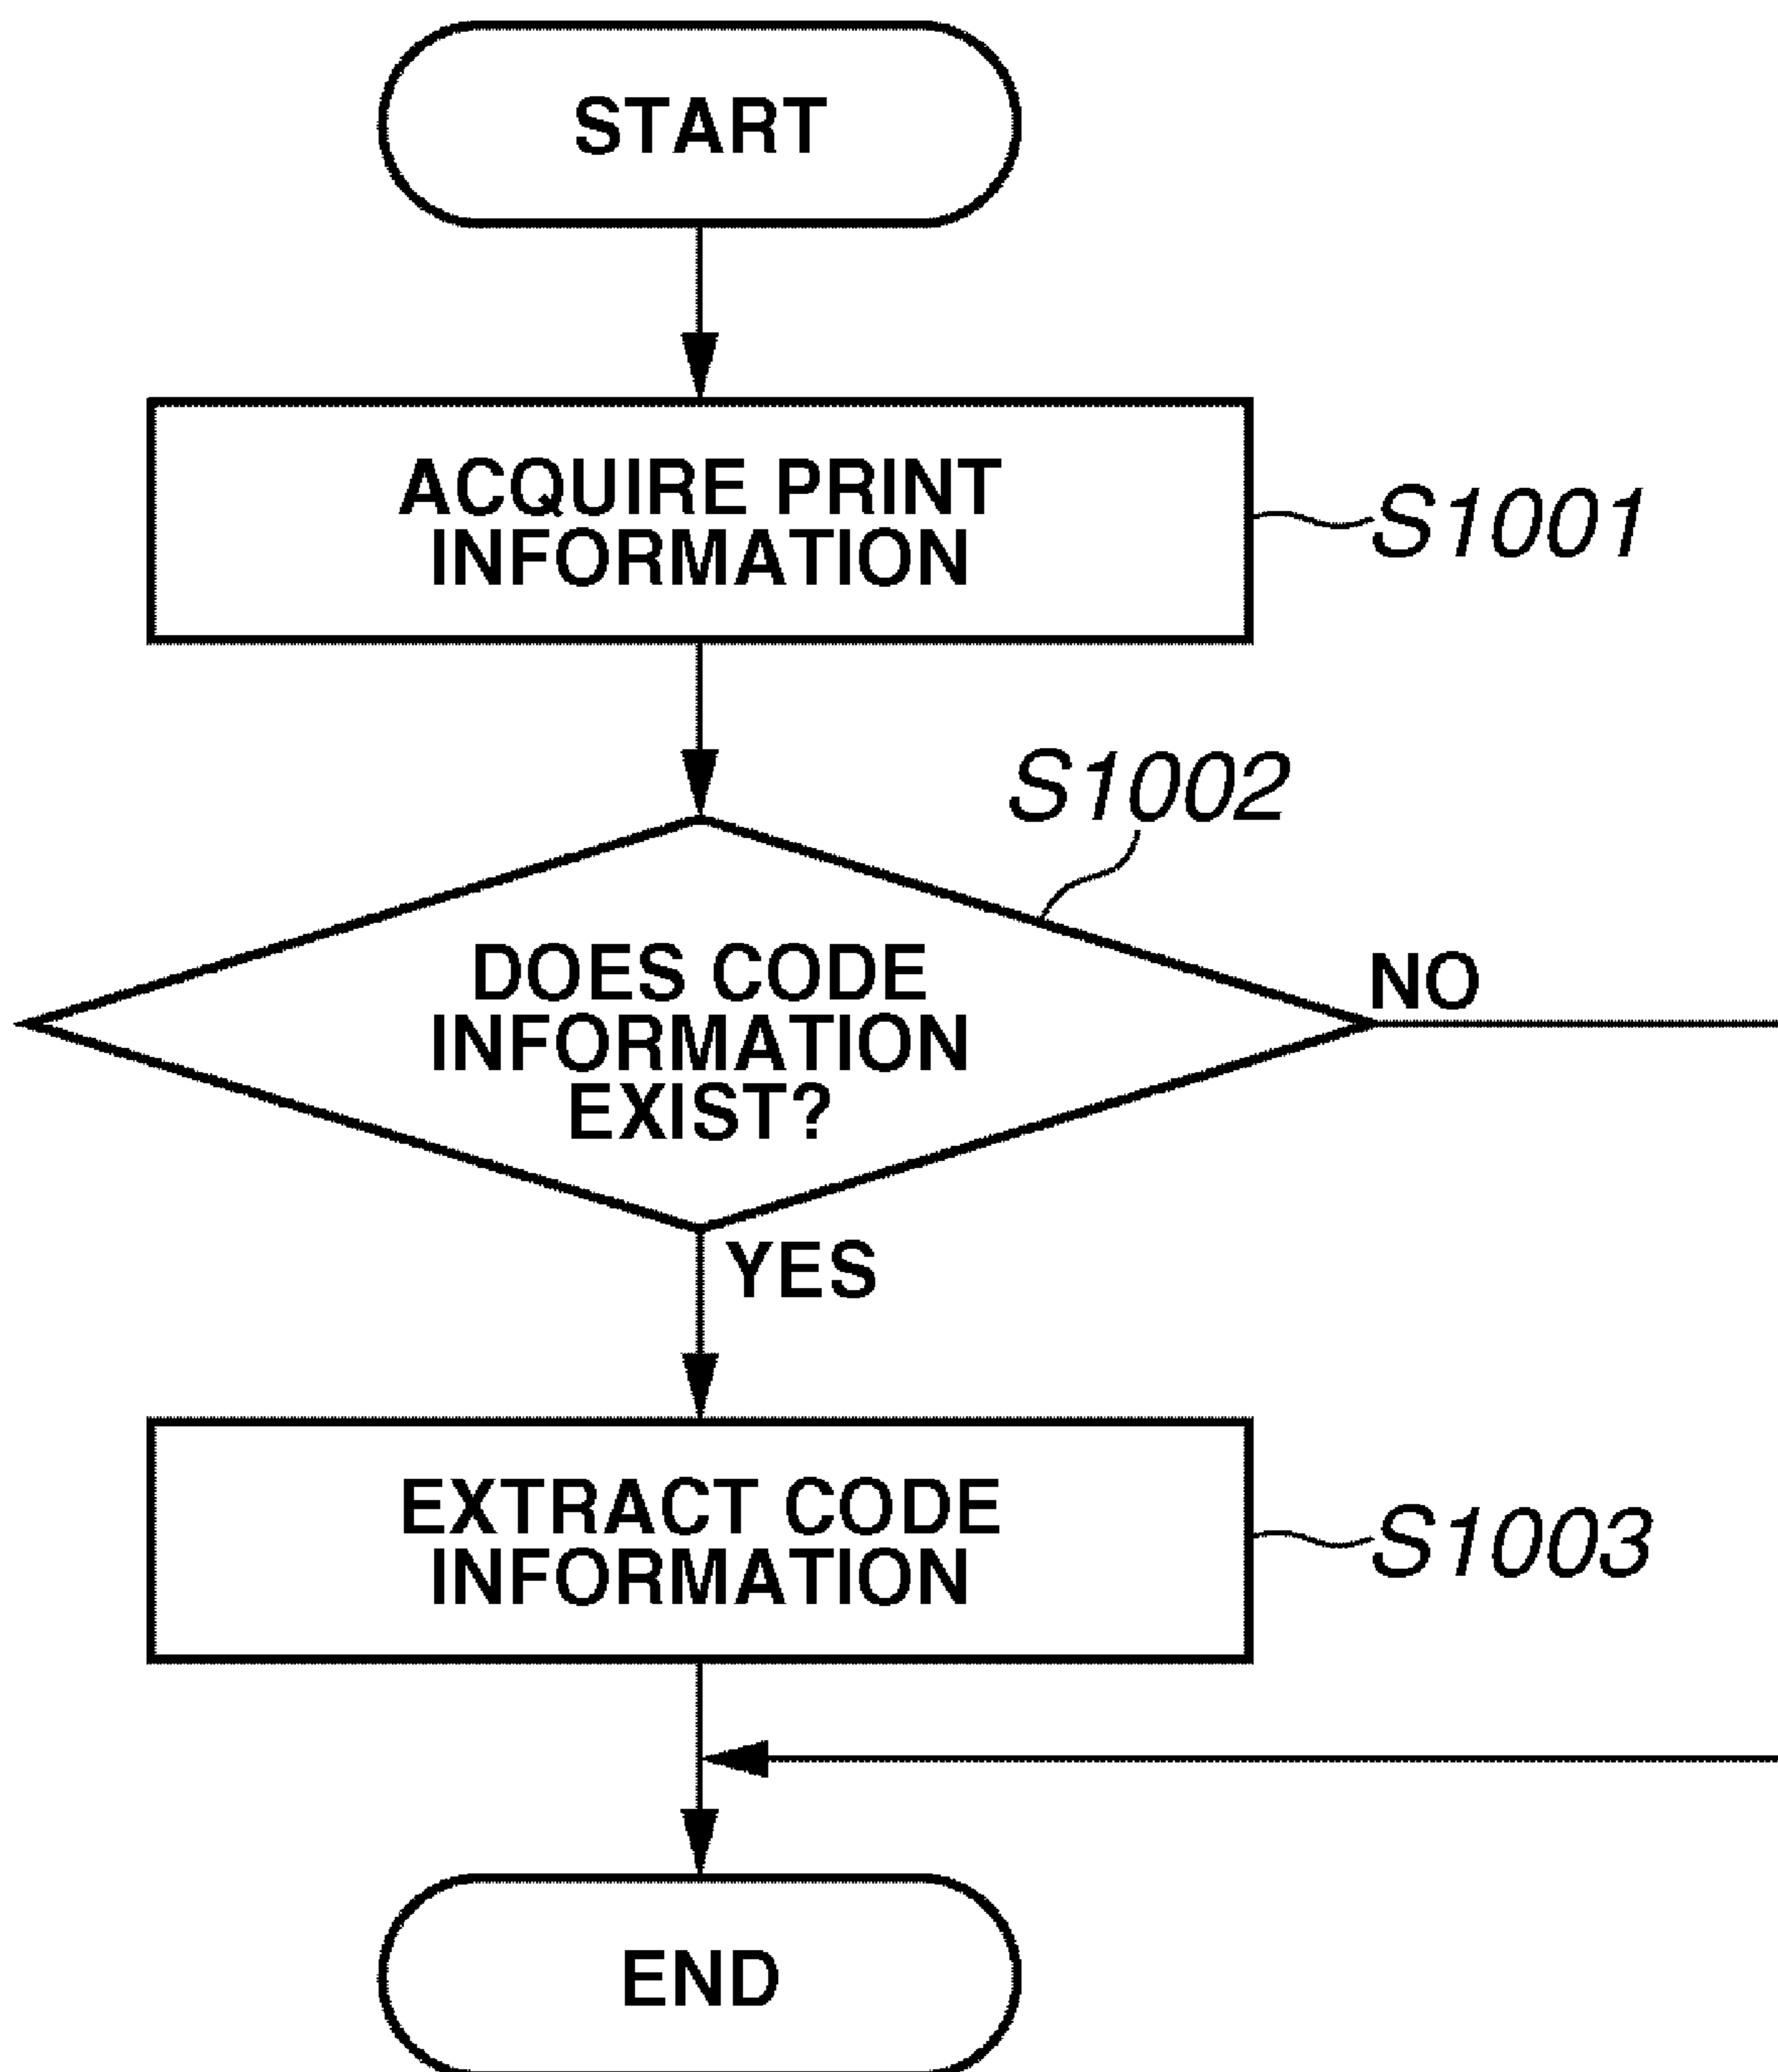 START
ACQUIRE PRINT
INFORMATION
S1001
S1002
DOES CODE
INFORMATION
EXIST?
NO
YES
EXTRACT CODE
INFORMATION
S1003
END